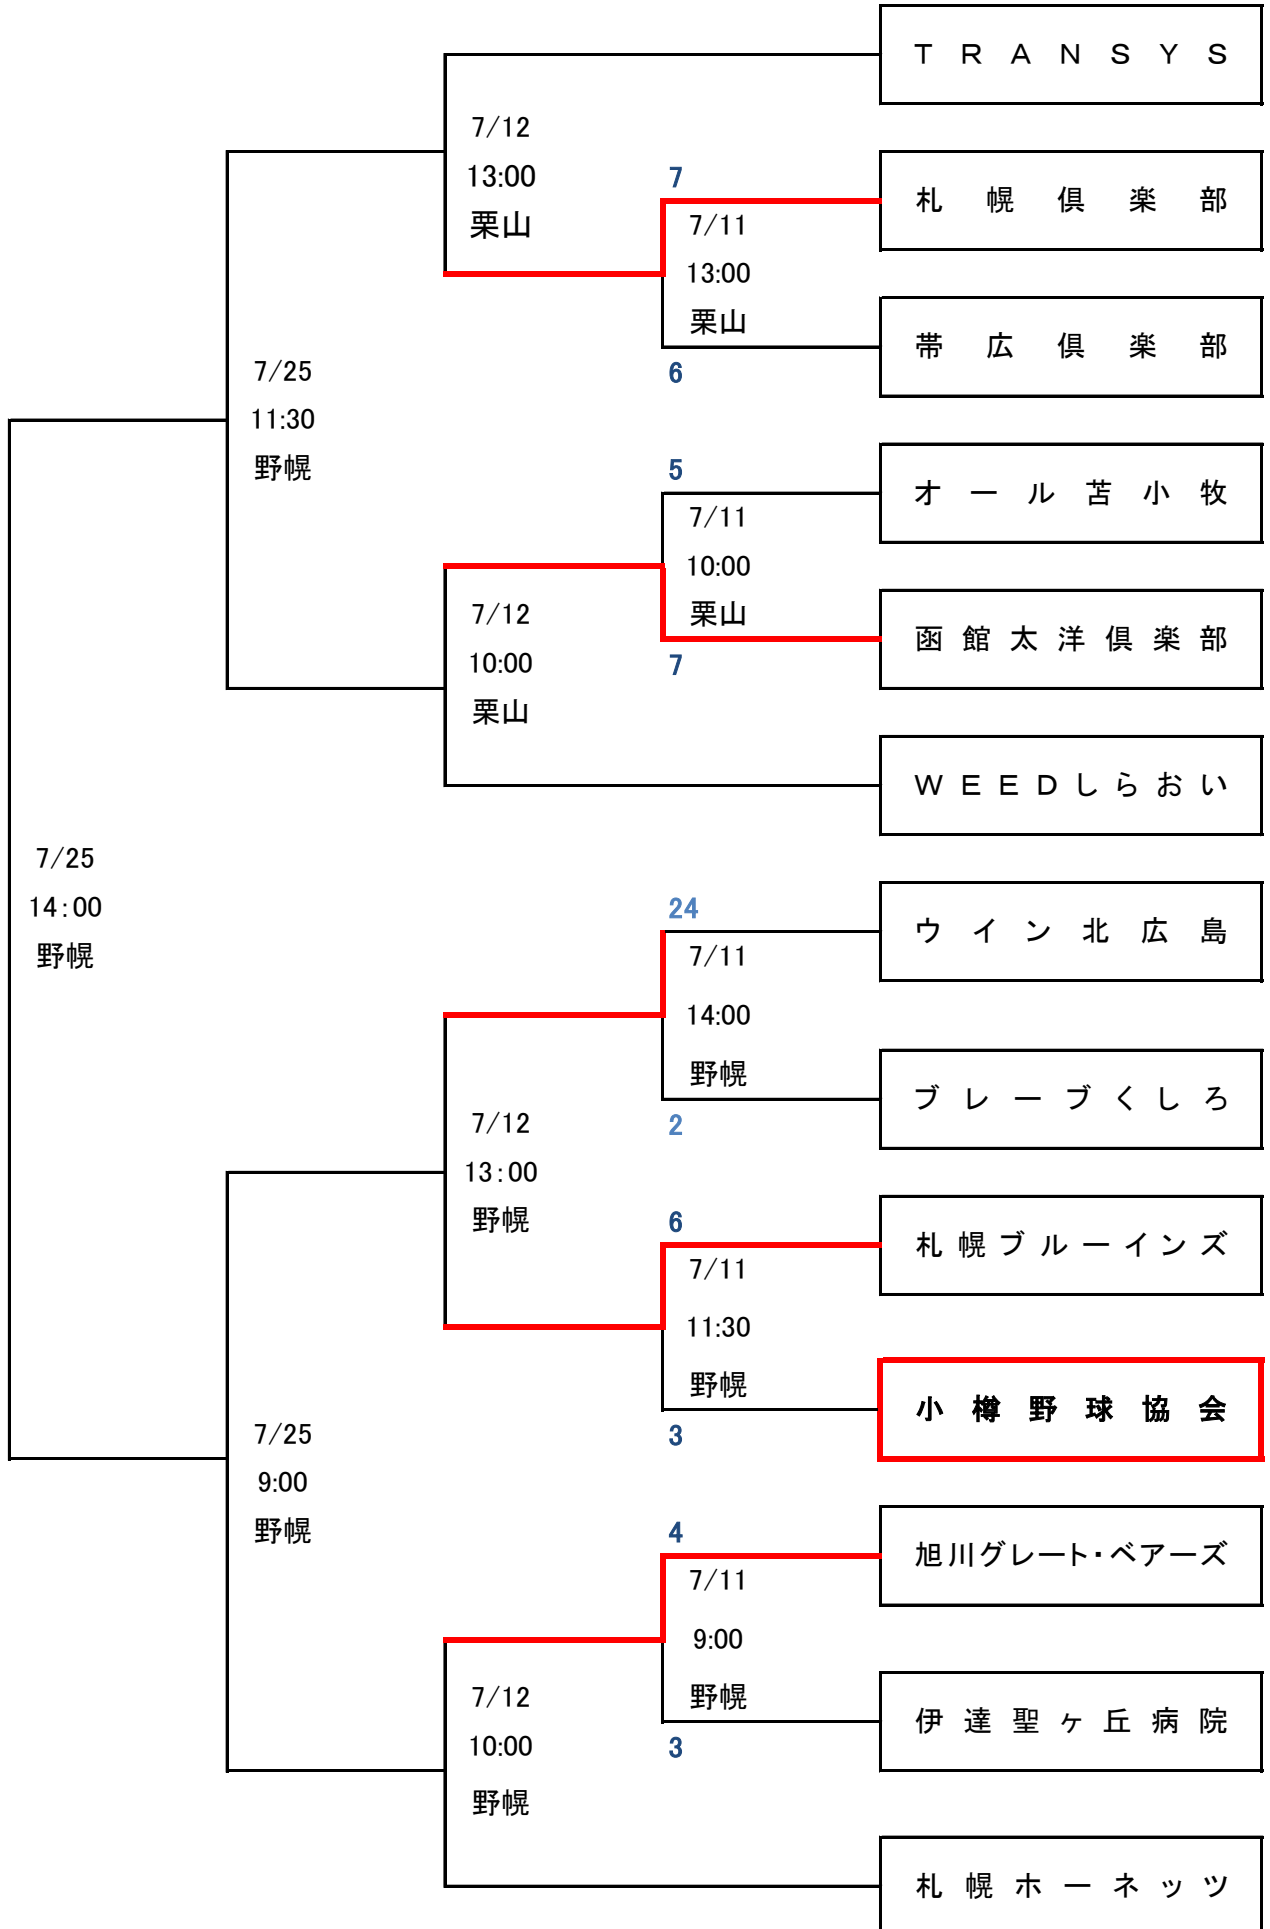 TRANSYS
7/12
13:00
栗山
7
札幌倶楽部
7/11
13:00
栗山
帯広倶楽部
6
7/25
11:30
野幌
5
オール苫小牧
7/11
10:00
栗山
函館太洋倶楽部
7
7/12
10:00
栗山
WEEDしらおい
7/25
14:00
野幌
24
ウイン北広島
7/11
14:00
野幌
ブレーブくしろ
2
7/12
13:00
野幌
6
札幌ブルーインズ
7/11
11:30
野幌
小樽野球協会
3
7/25
9:00
野幌
4
旭川グレート・ベアーズ
7/11
9:00
野幌
伊達聖ヶ丘病院
3
7/12
10:00
野幌
札幌ホーネッツ